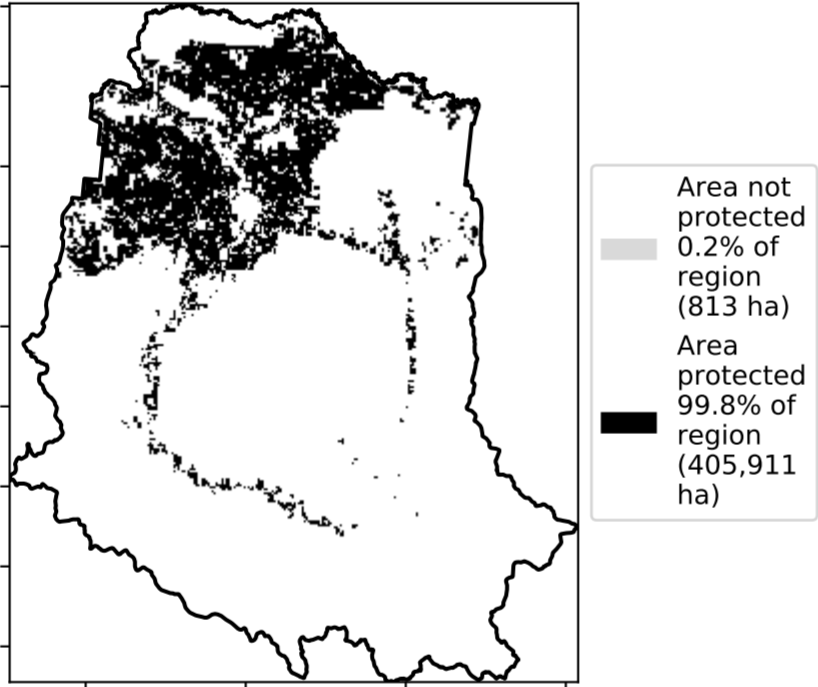 Area not
protected
0.2% of
region
(813 ha)
Area
protected
99.8% of
region
(405,911
ha)